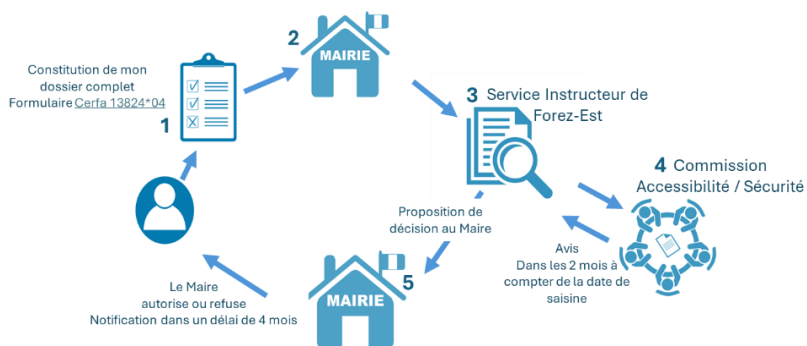 Constitution de mon
dossier complet
Formulaire Cerfa 13824*04
1
2
MAIRIE
3 Service Instructeur de
Forez-Est
4 Commission
Accessibilité / Sécurité
Avis
Dans les 2 mois à
compter de la date de
saisine
Proposition de
décision au Maire
5
MAIRIE
Le Maire
autorise ou refuse
Notification dans un délai de 4 mois